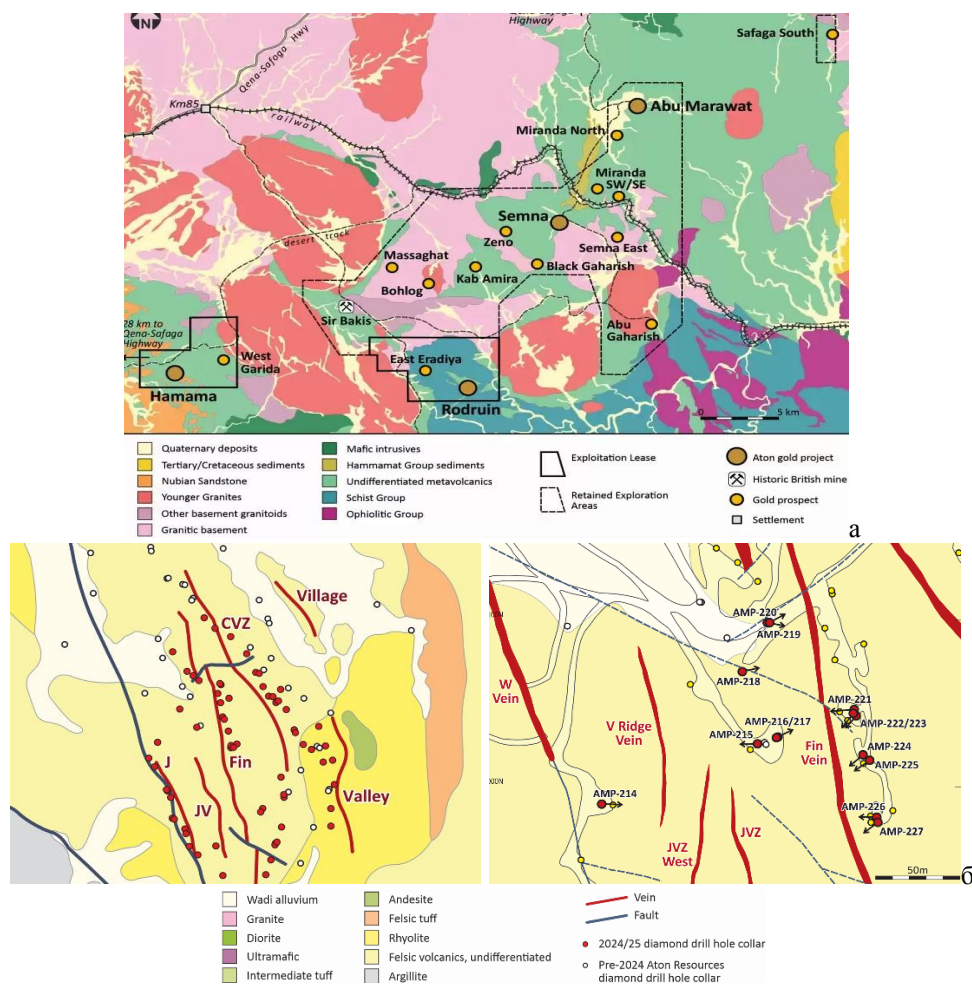 N
Qena-Safaga Hwy
Qena-Safaga
Highway
Safaga South
Km85
railway
Abu Marawat
Miranda North
Miranda
SW/SE
Semna
desert track
Zeno
Semna East
Massaghat
Kab Amira
Black Gaharish
Bohlog
Sir Bakis
28 km to
Qena-Safaga
Highway
Abu
Gaharish
West
Garida
East Eradiya
Hamama
Rodruin
0 5 km
Quaternary deposits
Tertiary/Cretaceous sediments
Nubian Sandstone
Younger Granites
Other basement granitoids
Granitic basement
Mafic intrusives
Hammamat Group sediments
Undifferentiated metavolcanics
Schist Group
Ophiolitic Group
Exploitation Lease
Retained Exploration
Areas
Aton gold project
Historic British mine
Gold prospect
Settlement
а
Village
CVZ
J
Fin
JV
Valley
AMP-220
AMP-219
AMP-218
W
Vein
AMP-221
V Ridge
Vein
AMP-216/217
AMP-222/223
AMP-215
Fin
Vein
AMP-224
AMP-225
AMP-214
AMP-226
JVZ
West
JVZ
AMP-227
50m
б
Wadi alluvium
Granite
Diorite
Ultramafic
Intermediate tuff
Andesite
Felsic tuff
Rhyolite
Felsic volcanics, undifferentiated
Argillite
Vein
Fault
2024/25 diamond drill hole collar
Pre-2024 Aton Resources
diamond drill hole collar